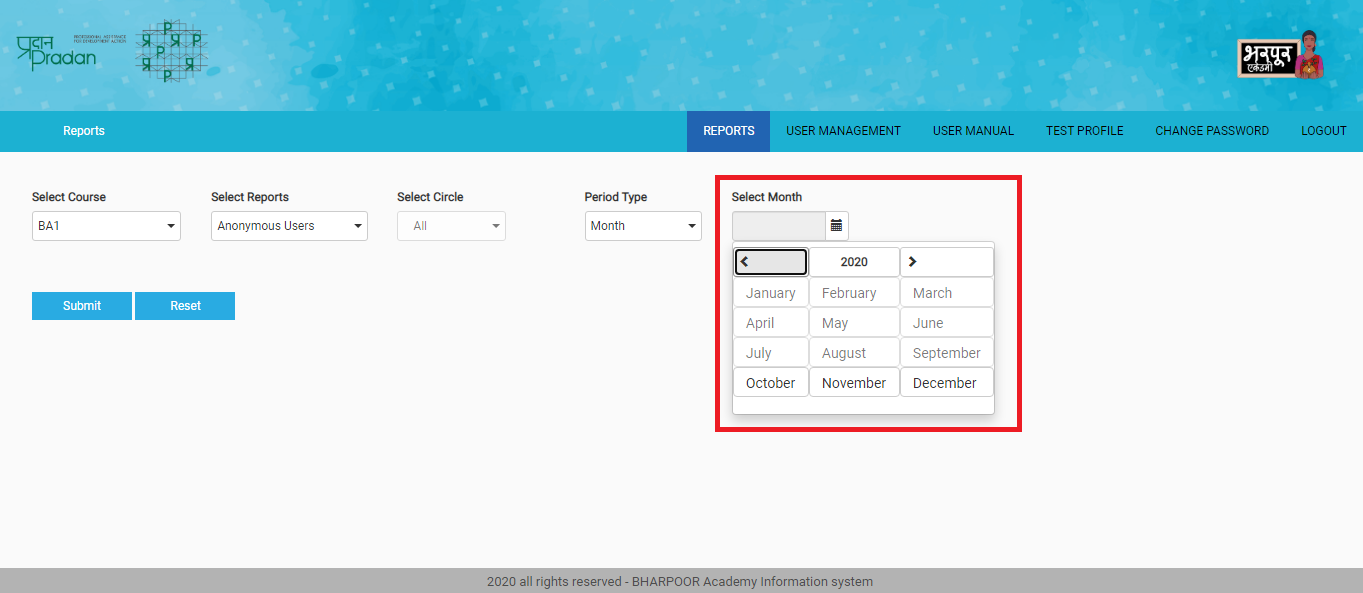 प्रदान
Pradan
PROFESSIONAL ASSISTANCE
FOR DEVELOPMENT ACTION
भरपूर
एकेडमी
Reports
REPORTS USER MANAGEMENT USER MANUAL TEST PROFILE CHANGE PASSWORD LOGOUT
Select Course Select Reports Select Circle Period Type Select Month
BA1 Anonymous Users All Month
2020
January February March
April May June
July August September
October November December
Submit Reset
2020 all rights reserved - BHARPOOR Academy Information system